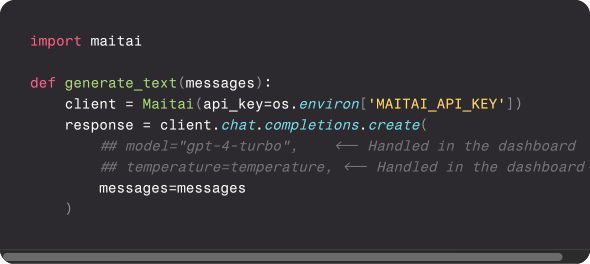 import maitai

def generate_text(messages):
    client = Maitai(api_key=os.environ['MAITAI_API_KEY'])
    response = client.chat.completions.create(
        ## model="gpt-4-turbo",    <-- Handled in the dashboard
        ## temperature=temperature, <-- Handled in the dashboard
        messages=messages
    )